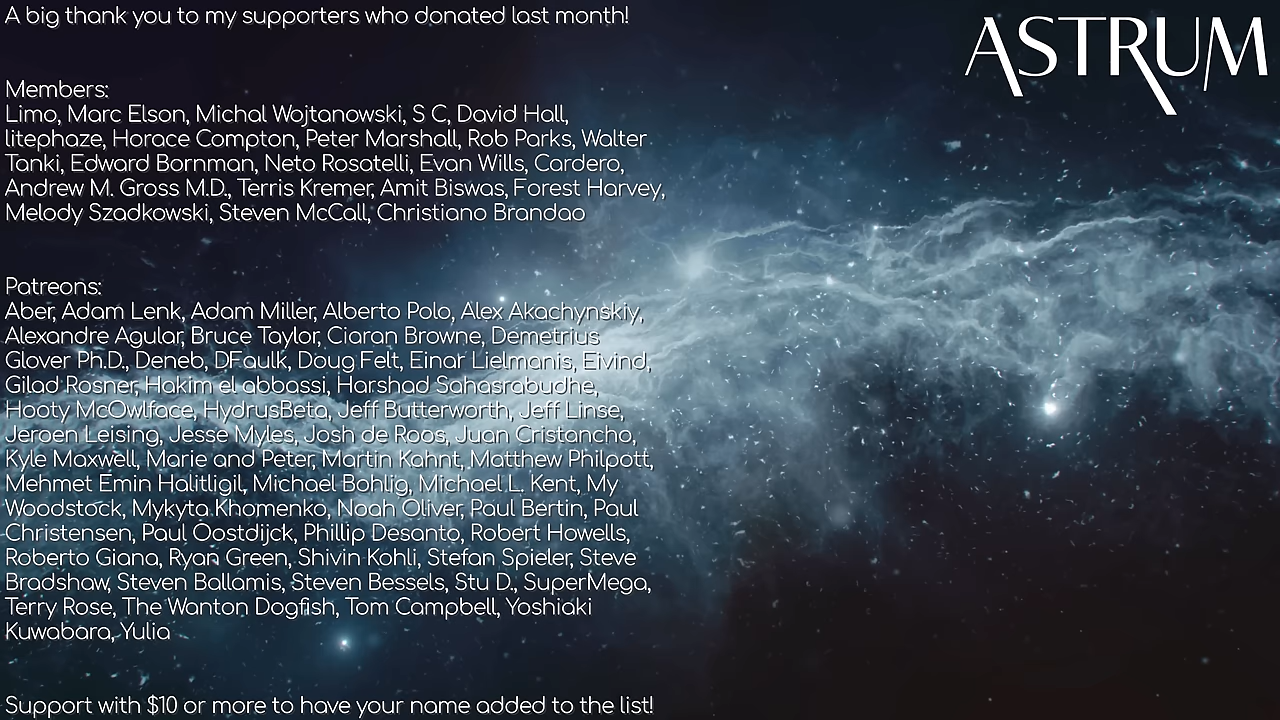 A big thank you to my supporters who donated last month!
ASTRUM
Members:
Limo, Marc Elson, Michal Wojtanowski, S C, David Hall,
litephaze, Horace Compton, Peter Marshall, Rob Parks, Walter
Tanki, Edward Bornman, Neto Rosatelli, Evan Wills, Cardero,
Andrew M. Gross M.D., Terris Kremer, Amit Biswas, Forest Harvey,
Melody Szadkowski, Steven McCall, Christiano Brandao
Patreons:
Aber, Adam Lenk, Adam Miller, Alberto Polo, Alex Akachynskiy,
Alexandre Agular, Bruce Taylor, Ciaran Browne, Demetrius
Glover Ph.D., Deneb, DFaulk, Doug Felt, Einar Lielmanis, Eivind,
Gilad Rosner, Hakim el abbassi, Harshad Sahasrabudhe,
Hooty McOwlface, HydrusBeta, Jeff Butterworth, Jeff Linse,
Jeroen Leising, Jesse Myles, Josh de Roos, Juan Cristancho,
Kyle Maxwell, Marie and Peter, Martin Kahnt, Matthew Philpott,
Mehmet Emin Halitligil, Michael Bohlig, Michael L. Kent, My
Woodstock, Mykyta Khomenko, Noah Oliver, Paul Bertin, Paul
Christensen, Paul Oostdijck, Phillip Desanto, Robert Howells,
Roberto Giana, Ryan Green, Shivin Kohli, Stefan Spieler, Steve
Bradshaw, Steven Ballamis, Steven Bessels, Stu D., SuperMega,
Terry Rose, The Wanton Dogfish, Tom Campbell, Yoshiaki
Kuwabara, Yulia
Support with $10 or more to have your name added to the list!